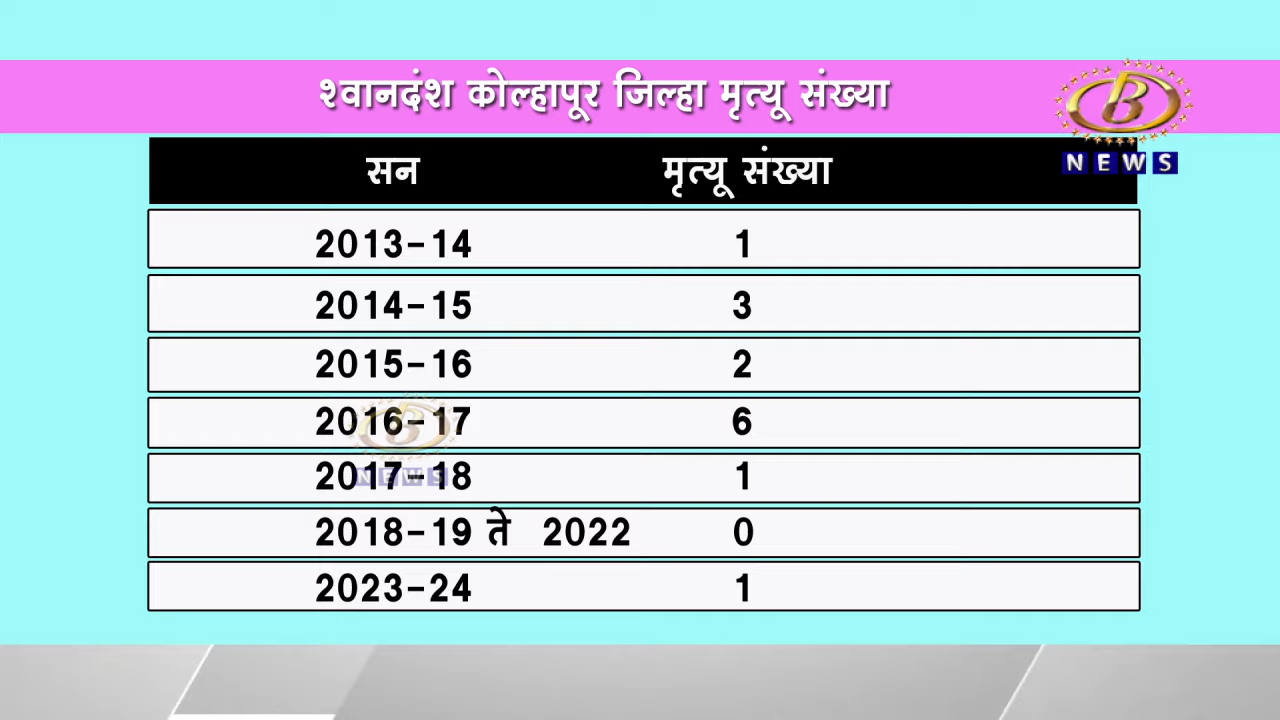 श्वानदंश कोल्हापूर जिल्हा मृत्यू संख्या
B
NEWS
सन मृत्यू संख्या
2013-14 1
2014-15 3
2015-16 2
2016-17 6
2017-18 1
2018-19 ते 2022 0
2023-24 1
B
NEWS